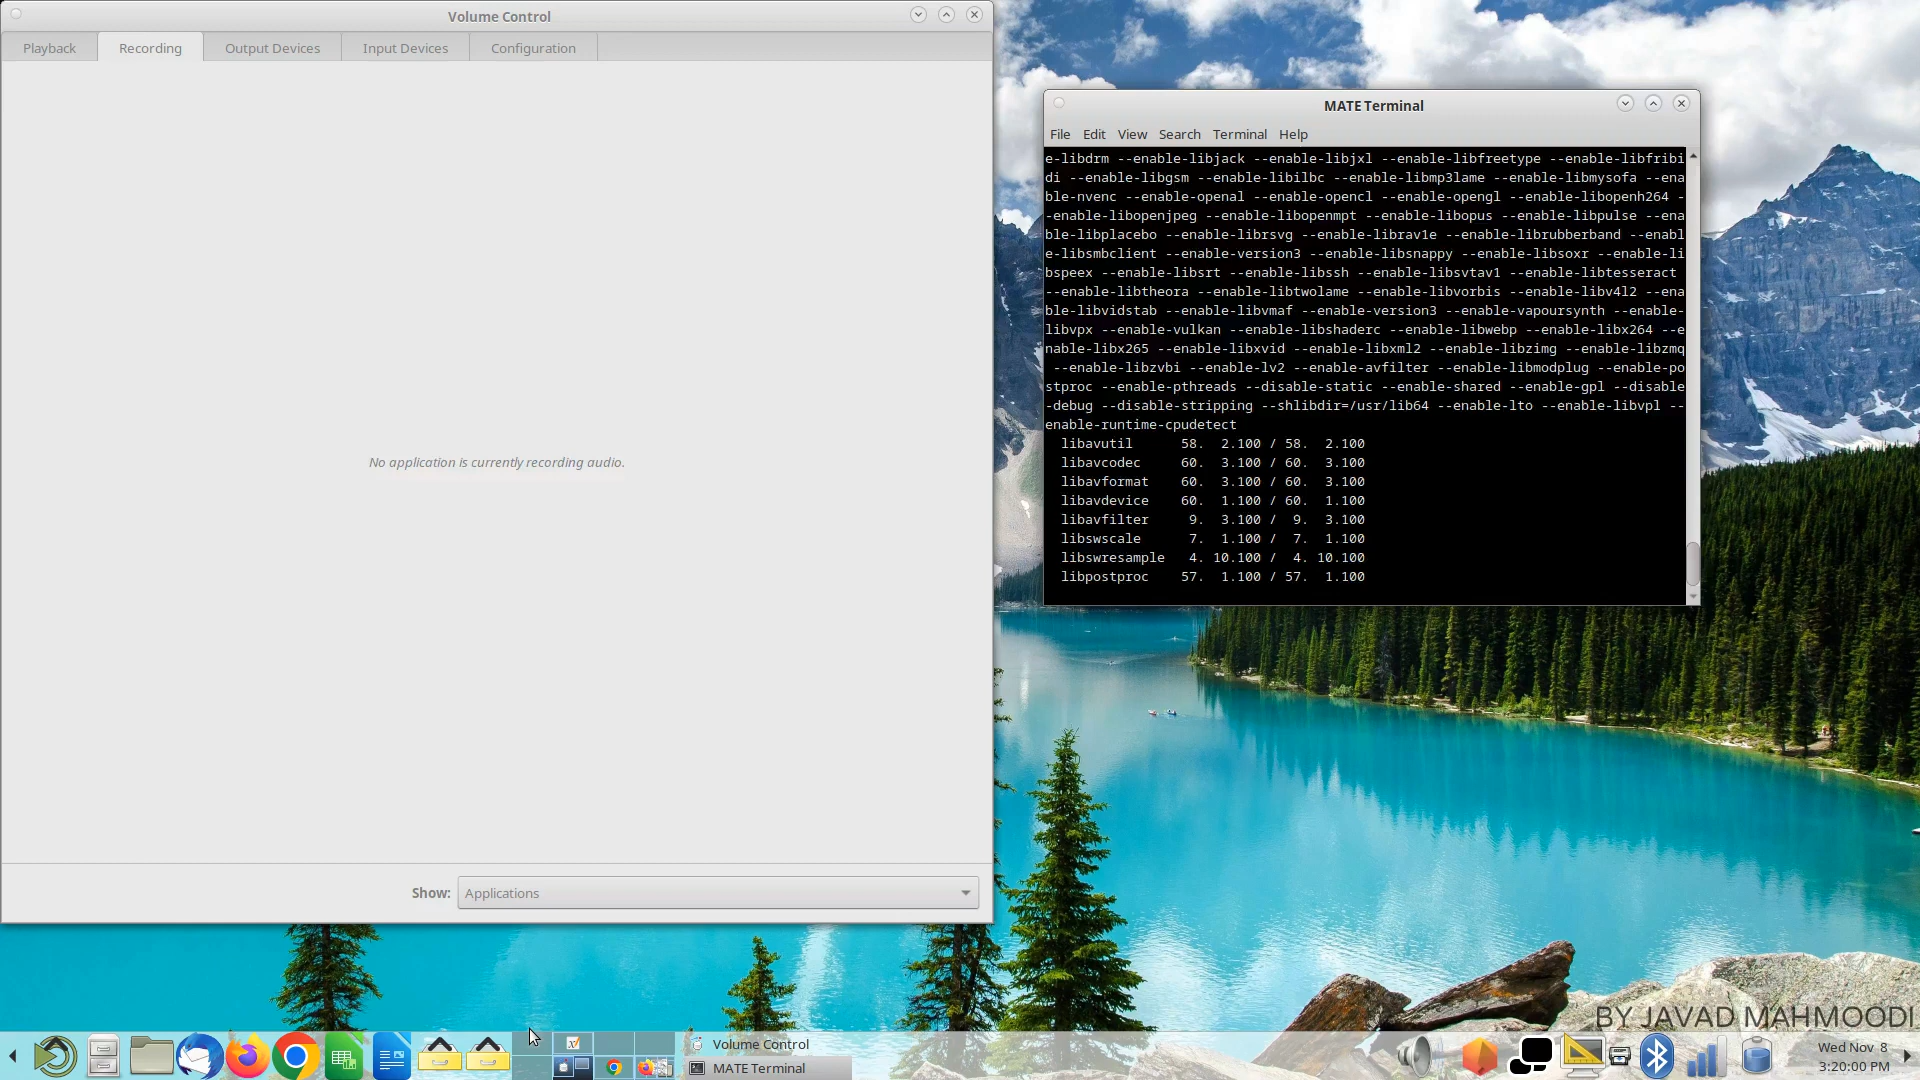 Volume Control
Playback
Recording
Output Devices
Input Devices
Configuration
No application is currently recording audio.
Show:
Applications
MATE Terminal
File Edit View Search Terminal Help
e-libdrm --enable-libjack --enable-libjxl --enable-libfreetype --enable-libfribi
di --enable-libgsm --enable-libilbc --enable-libmp3lame --enable-libmysofa --ena
ble-nvenc --enable-openal --enable-opencl --enable-opengl --enable-libopenh264 -
-enable-libopenjpeg --enable-libopenmpt --enable-libopus --enable-libpulse --ena
ble-libplacebo --enable-librsvg --enable-librav1e --enable-librubberband --enabl
e-libsmbclient --enable-version3 --enable-libsnappy --enable-libsoxr --enable-li
bspeex --enable-libsrt --enable-libssh --enable-libsvtav1 --enable-libtesseract
--enable-libtheora --enable-libtwolame --enable-libvorbis --enable-libv4l2 --ena
ble-libvidstab --enable-libvmaf --enable-version3 --enable-vapoursynth --enable-
libvpx --enable-vulkan --enable-libshaderc --enable-libwebp --enable-libx264 --e
nable-libx265 --enable-libxvid --enable-libxml2 --enable-libzimg --enable-libzmq
--enable-libzvbi --enable-lv2 --enable-avfilter --enable-libmodplug --enable-po
stproc --enable-pthreads --disable-static --enable-shared --enable-gpl --disable
-debug --disable-stripping --shlibdir=/usr/lib64 --enable-lto --enable-libvpl --
enable-runtime-cpudetect
libavutil 58. 2.100 / 58. 2.100
libavcodec 60. 3.100 / 60. 3.100
libavformat 60. 3.100 / 60. 3.100
libavdevice 60. 1.100 / 60. 1.100
libavfilter 9. 3.100 / 9. 3.100
libswscale 7. 1.100 / 7. 1.100
libswresample 4. 10.100 / 4. 10.100
libpostproc 57. 1.100 / 57. 1.100
BY JAVAD MAHMOODI
Volume Control
MATE Terminal
Wed Nov 8
3:20:00 PM